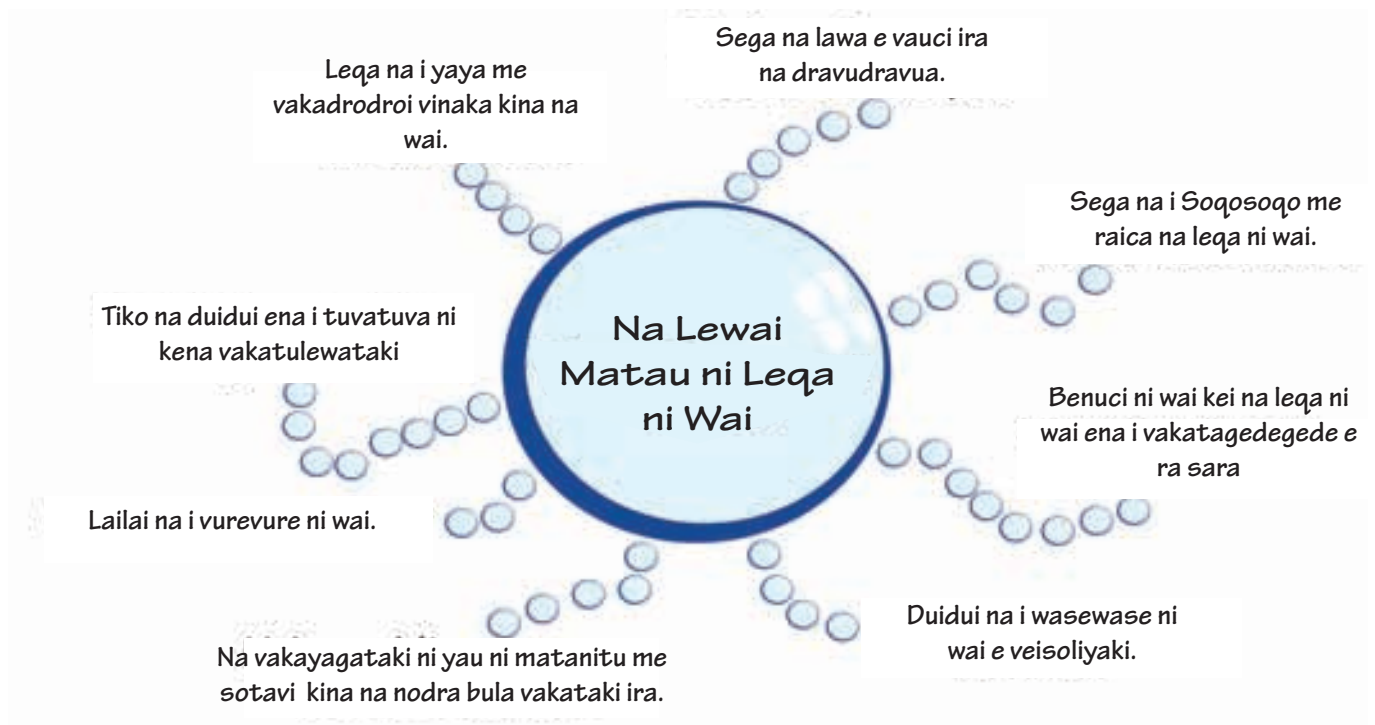 Sega na lawa e vauci ira
na dravudravua.
Leqa na i yaya me
vakadrodroi vinaka kina na
wai.
Sega na i Soqosoqo me
raica na leqa ni wai.
Tiko na duidui ena i tuvatuva ni
kena vakatulewataki
Na Lewai
Matau ni Leqa
ni Wai
Benuci ni wai kei na leqa ni
wai ena i vakatagedegede e
ra sara
Lailai na i vurevure ni wai.
Duidui na i wasewase ni
wai e veisoliyaki.
Na vakayagataki ni yau ni matanitu me
sotavi kina na nodra bula vakataki ira.